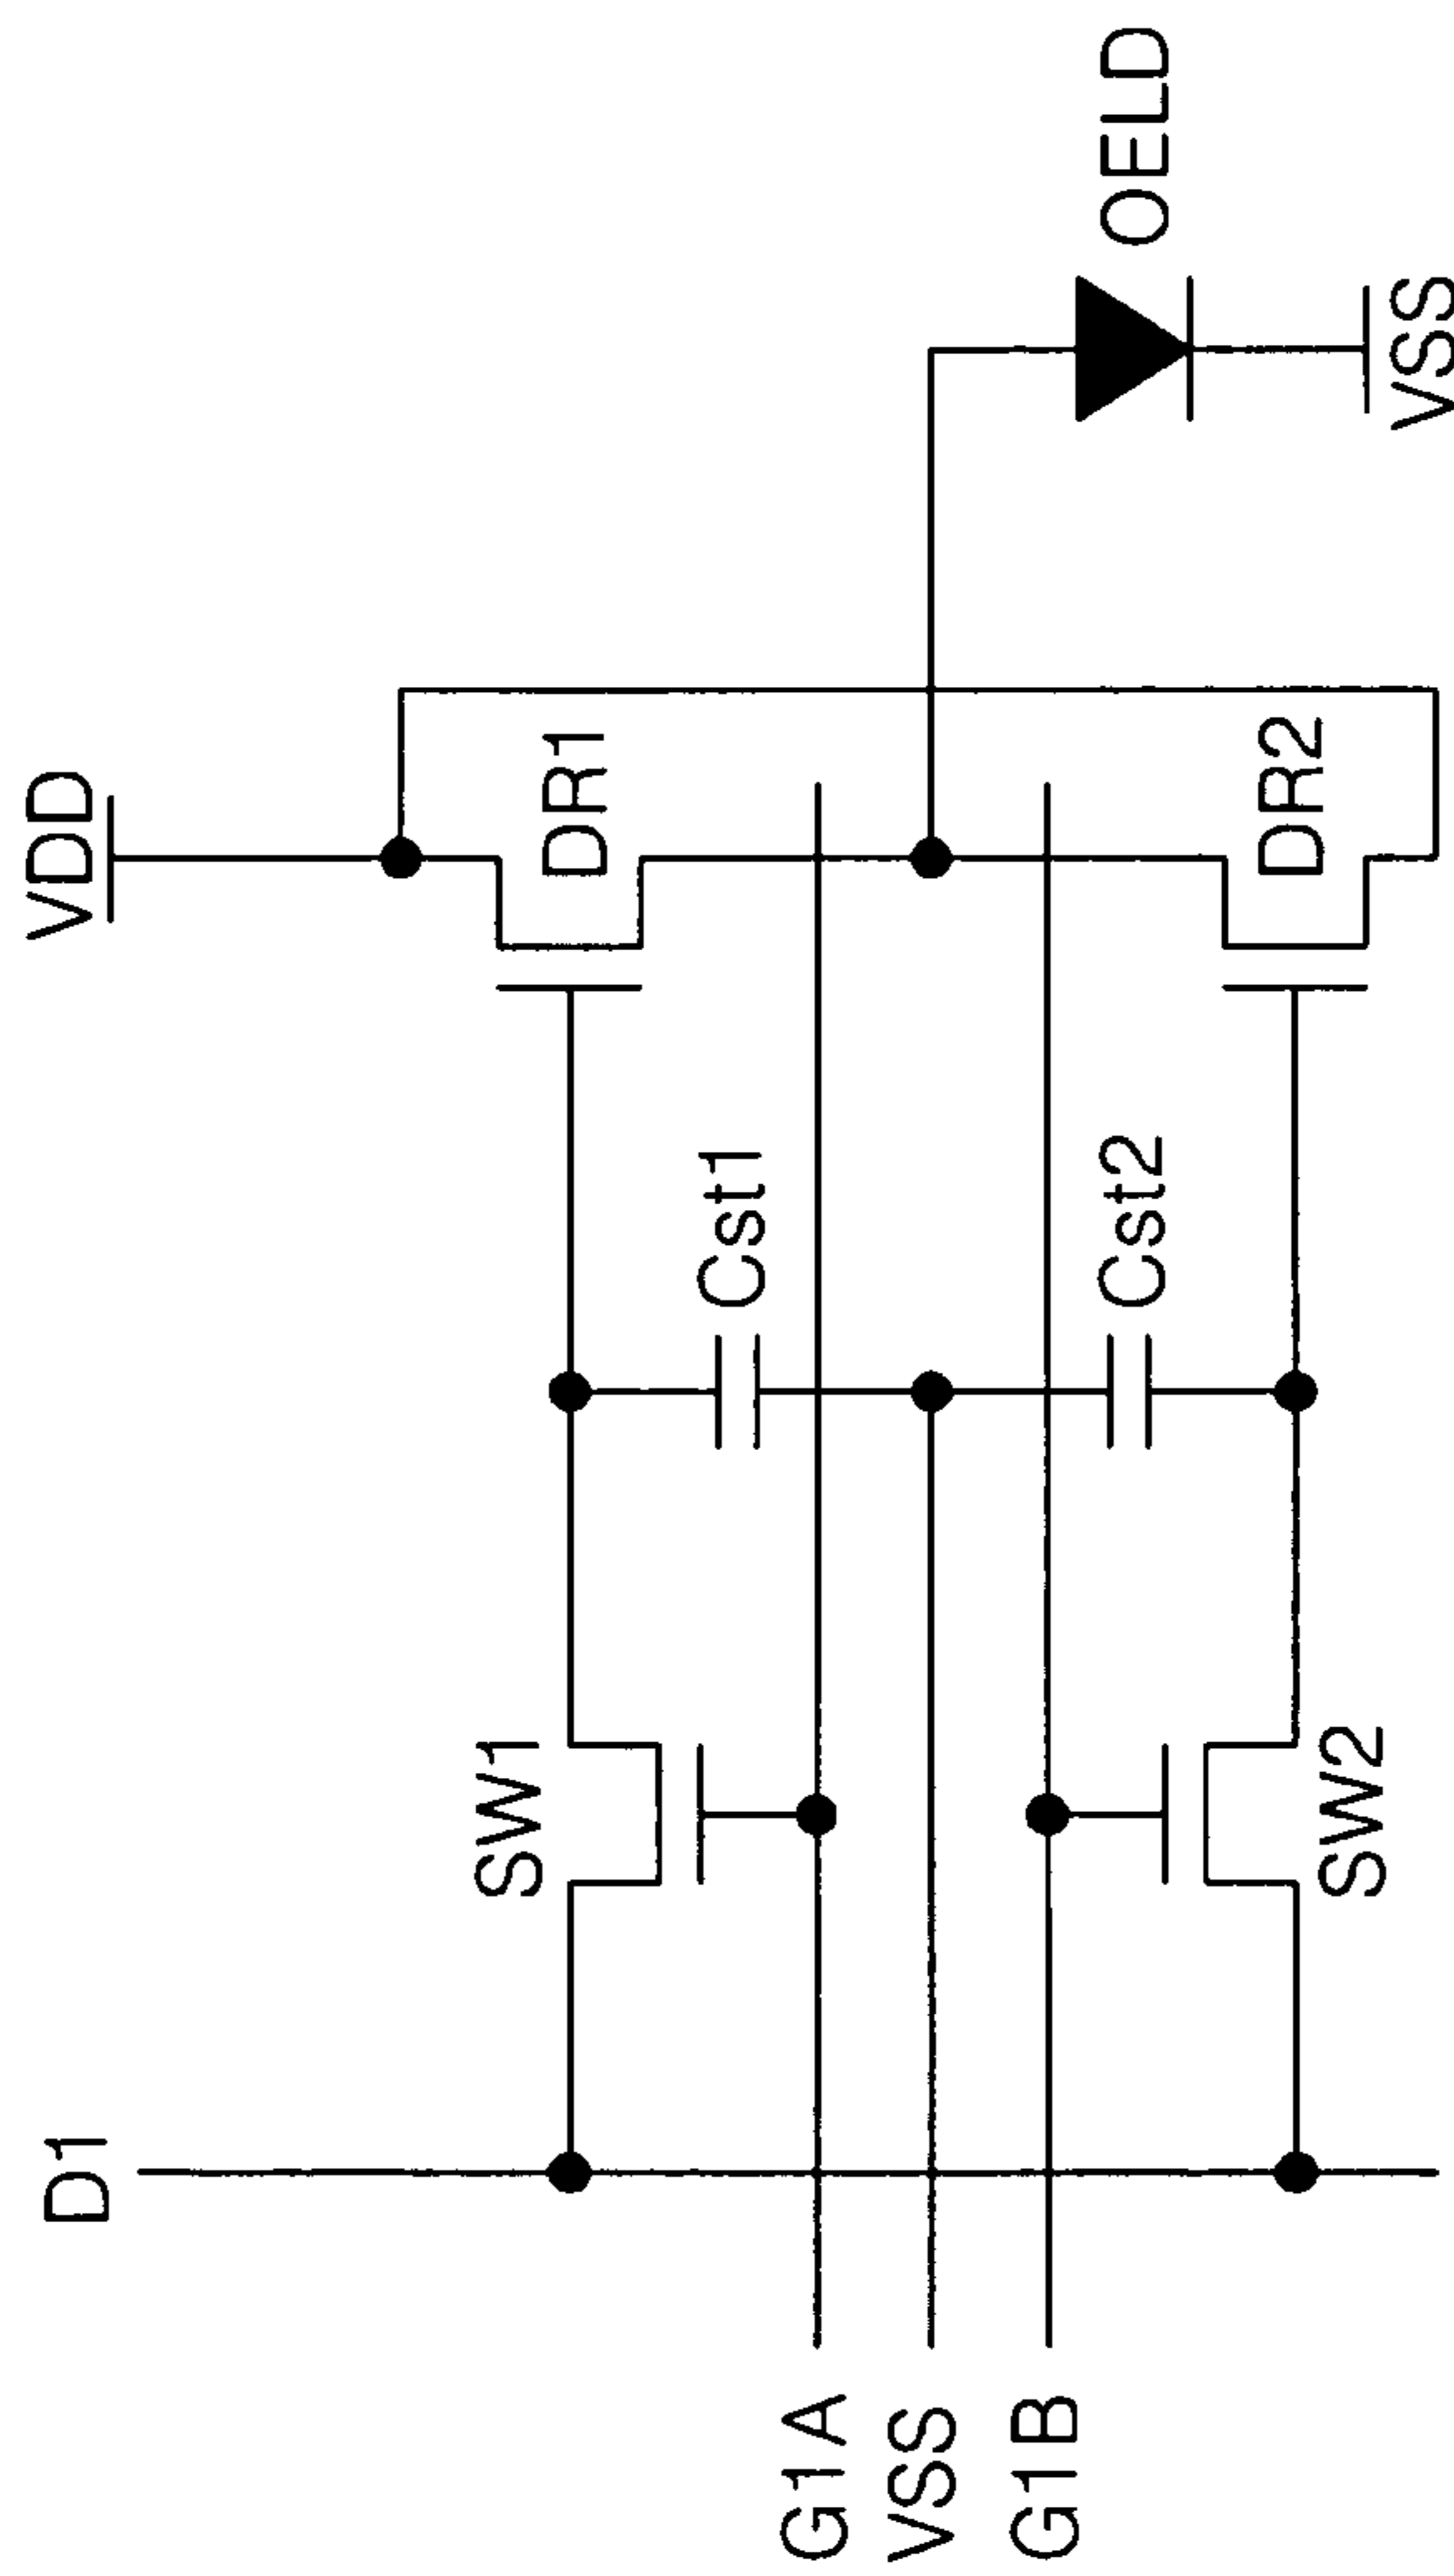 D1
VDD
SW1
DR1
Cst1
G1A
VSS
G1B
Cst2
OELD
SW2
DR2
VSS